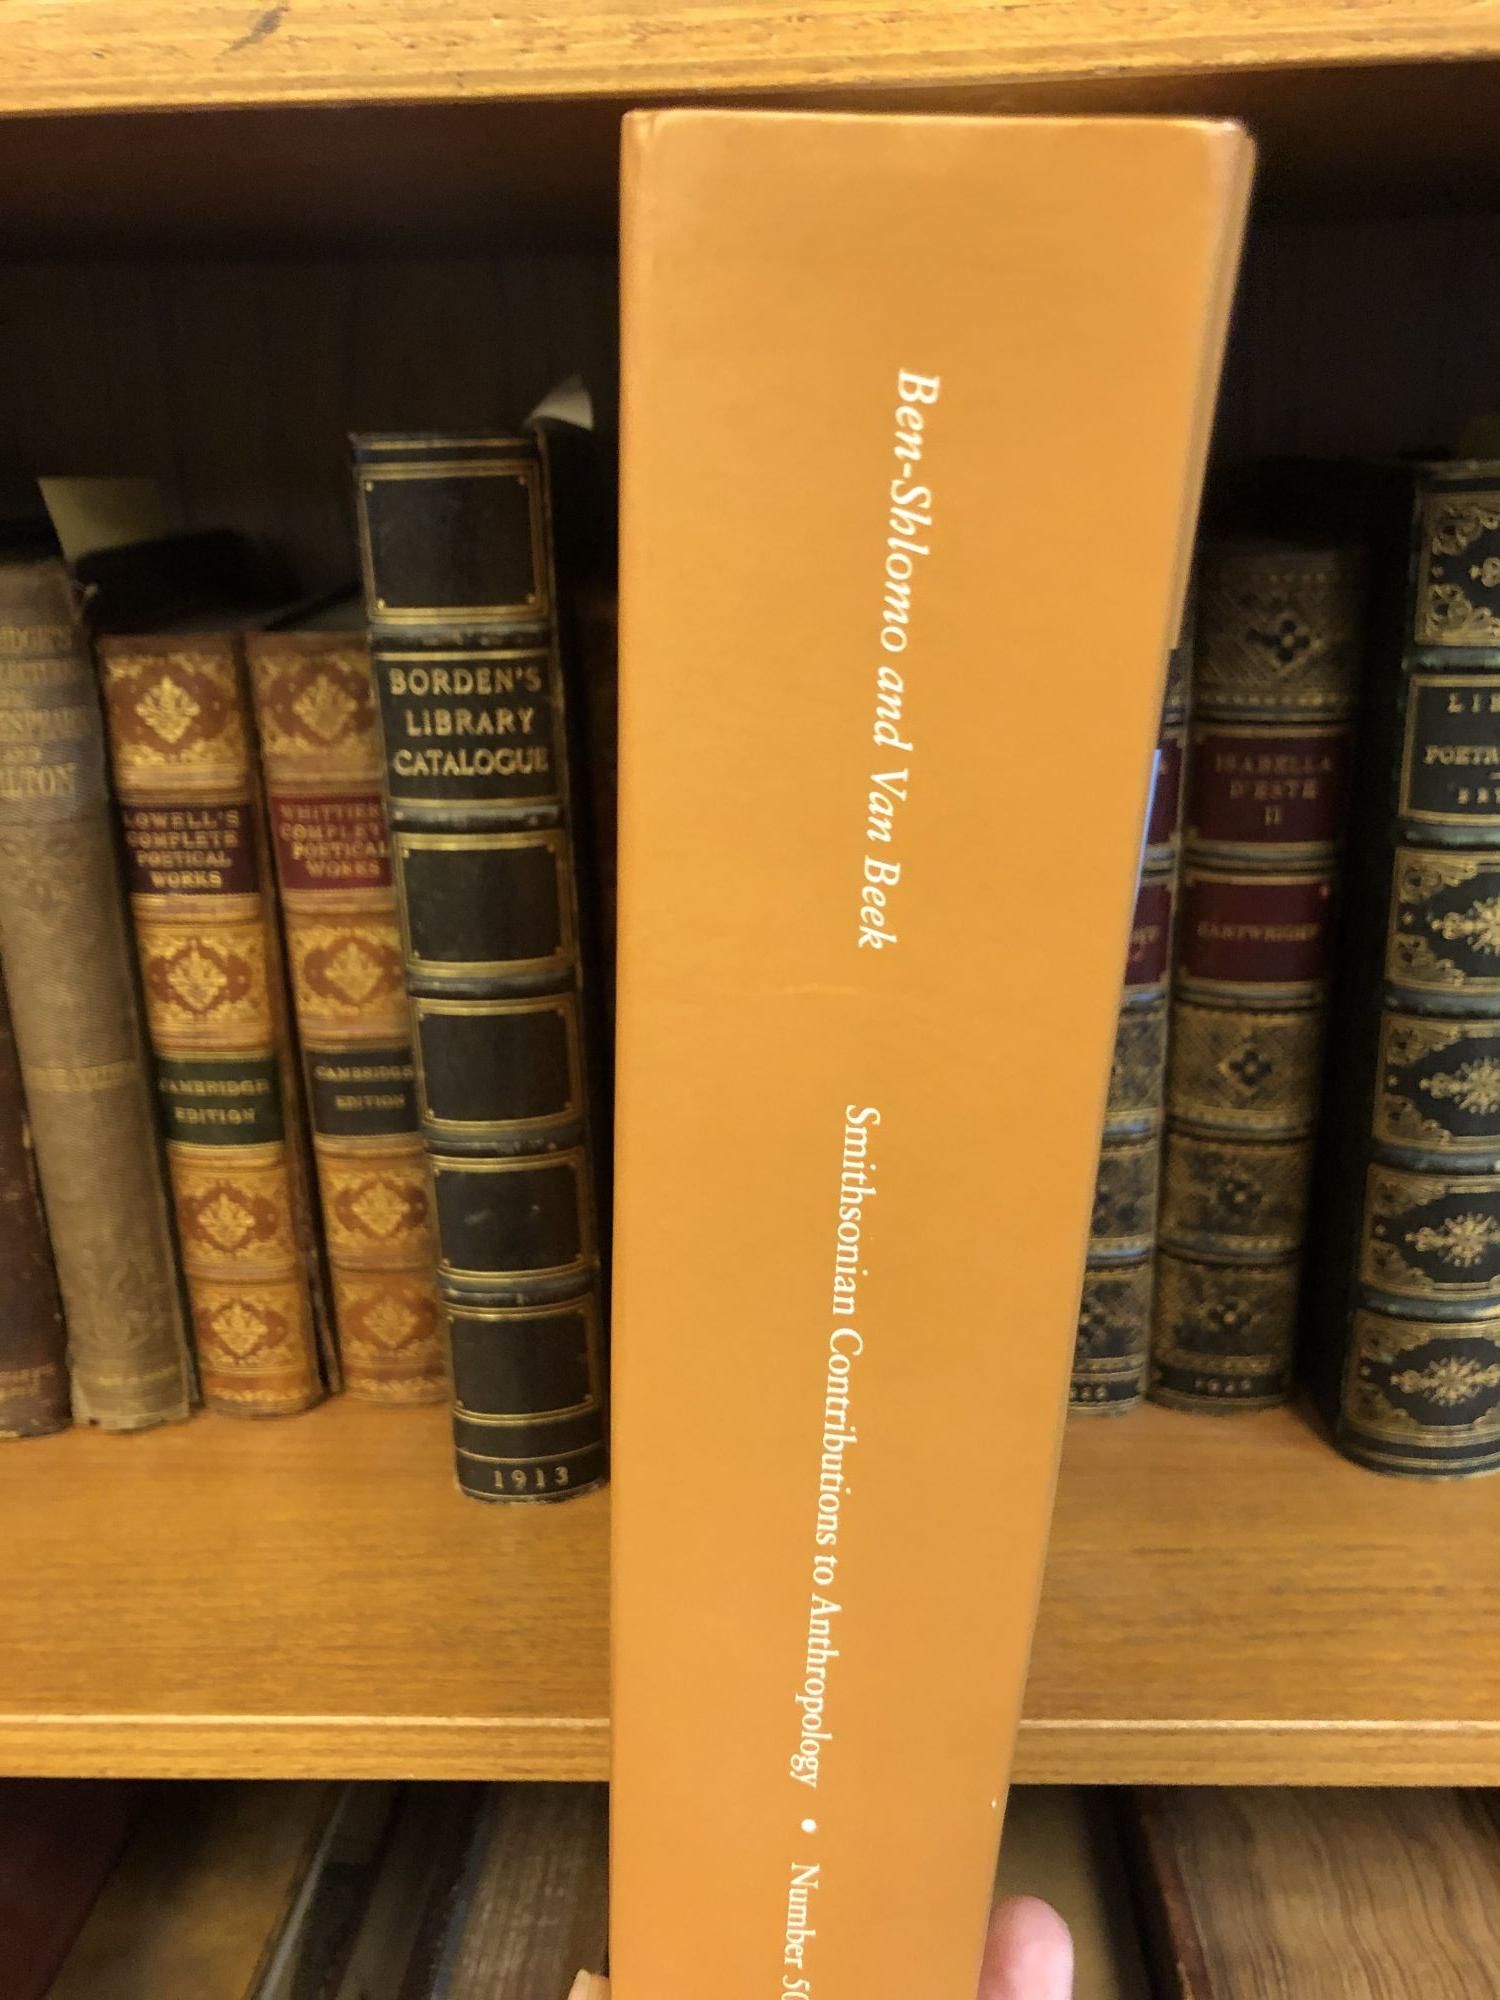 Ben-Shlomo and Van Beek
Smithsonian Contributions to Anthropology • Number 50
LOWELL'S
COMPLETE
POETICAL
WORKS
CAMBRIDGE
EDITION
WHITTIER
COMPLET
POETICAL
WORKS
CAMBRIDGE
EDITION
BORDEN'S
LIBRARY
CATALOGUE
1913
ISABELLA
D'ESTE
II
CARTWRIGHT